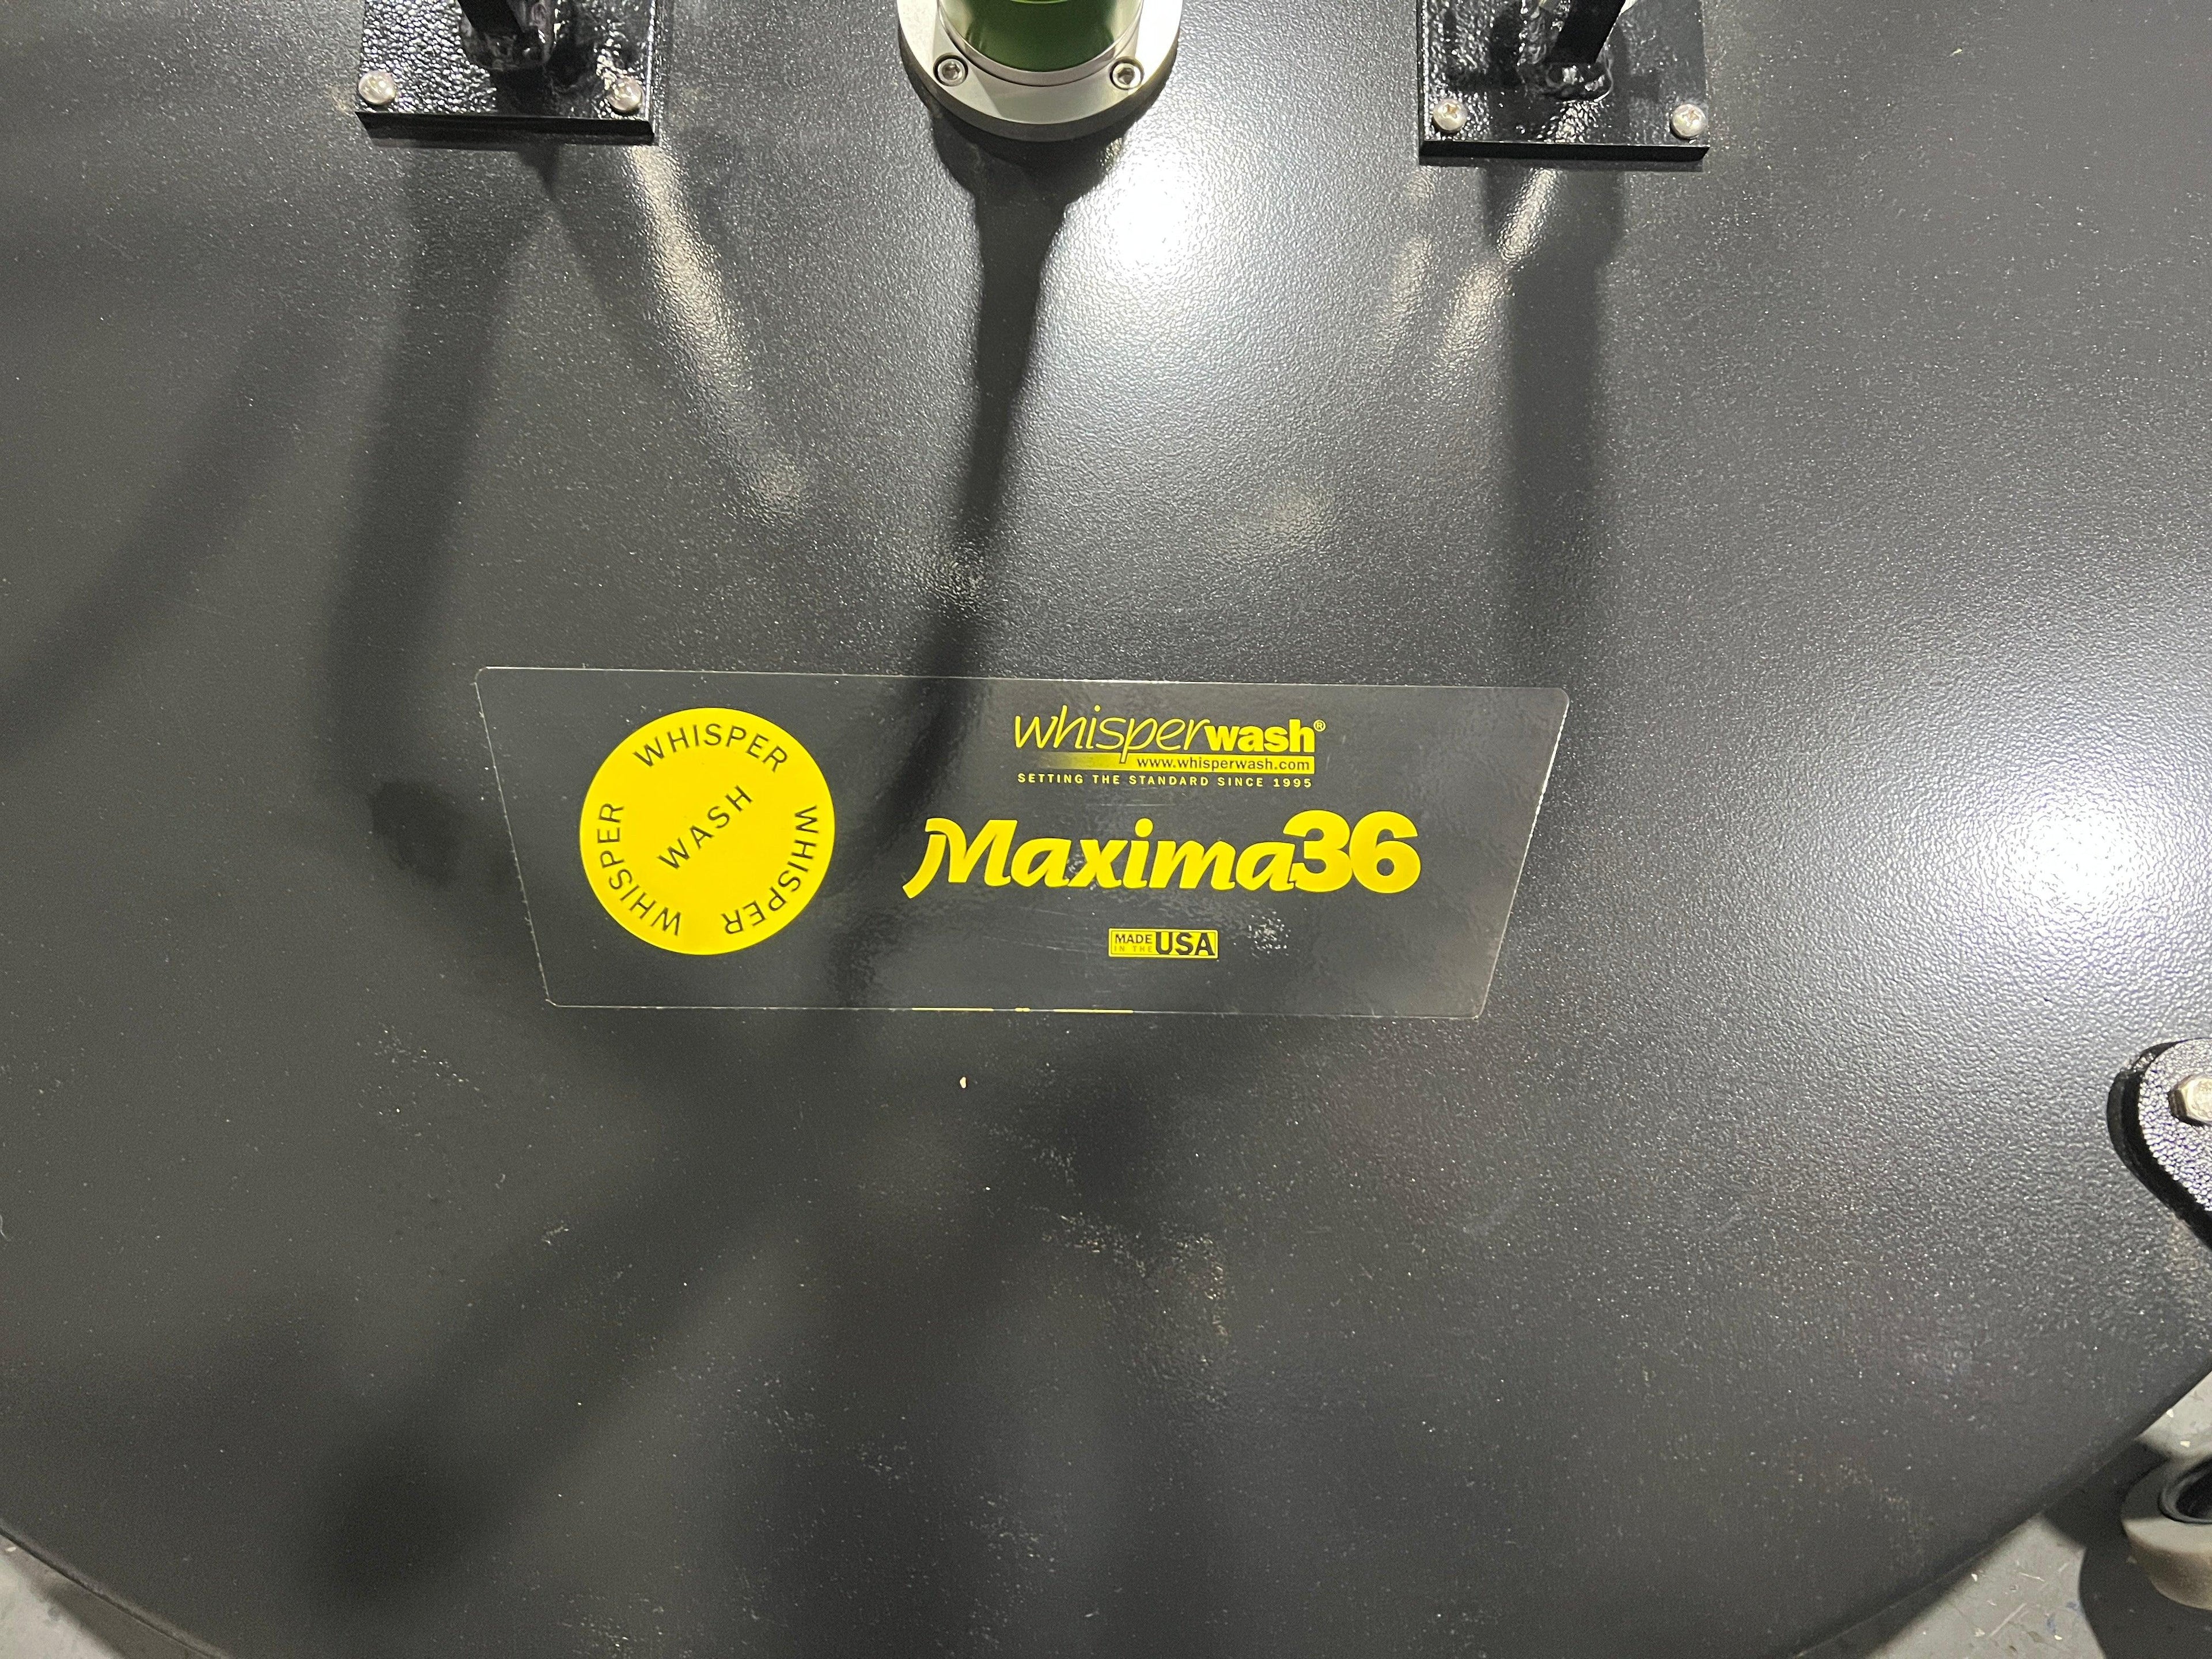 WHISPER WHISPER WHISPER
WASH
whisperwash®
www.whisperwash.com
SETTING THE STANDARD SINCE 1995
Maxima36
MADE IN THE USA